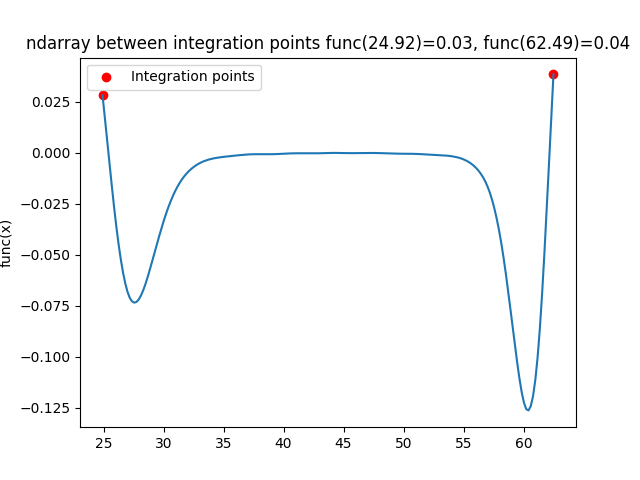 ndarray between integration points func(24.92)=0.03, func(62.49)=0.04
Integration points
0.025
0.000
−0.025
−0.050
−0.075
−0.100
−0.125
func(x)
25 30 35 40 45 50 55 60